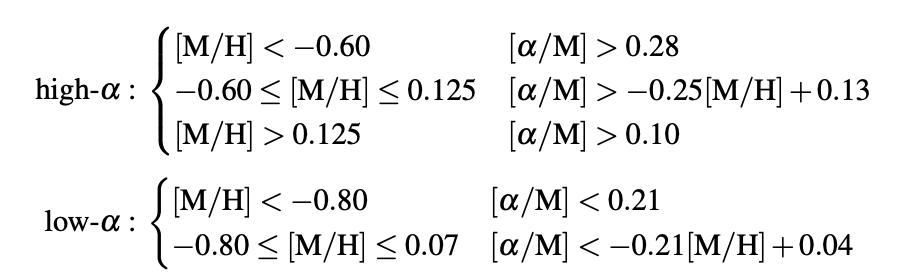 [M/H] < −0.60 [α/M] > 0.28
high-α : −0.60 ≤ [M/H] ≤ 0.125 [α/M] > −0.25[M/H] + 0.13
[M/H] > 0.125 [α/M] > 0.10
[M/H] < −0.80 [α/M] < 0.21
low-α : −0.80 ≤ [M/H] ≤ 0.07 [α/M] < −0.21[M/H] + 0.04